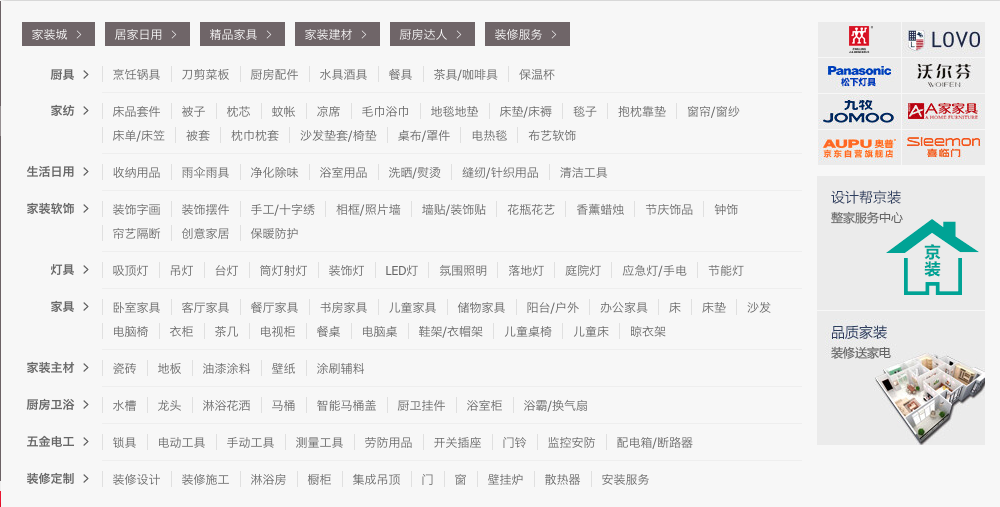 家装城 居家日用 精品家具 家装建材 厨房达人 装修服务
厨具 烹饪锅具 刀剪菜板 厨房配件 水具酒具 餐具 茶具/咖啡具 保温杯
家纺 床品套件 被子 枕芯 蚊帐 凉席 毛巾浴巾 地毯地垫 床垫/床褥 毯子 抱枕靠垫 窗帘/窗纱
床单/床笠 被套 枕巾枕套 沙发垫套/椅垫 桌布/罩件 电热毯 布艺软饰
生活日用 收纳用品 雨伞雨具 净化除味 浴室用品 洗晒/熨烫 缝纫/针织用品 清洁工具
家装软饰 装饰字画 装饰摆件 手工/十字绣 相框/照片墙 墙贴/装饰贴 花瓶花艺 香薰蜡烛 节庆饰品 钟饰
帘艺隔断 创意家居 保暖防护
灯具 吸顶灯 吊灯 台灯 筒灯射灯 装饰灯 LED灯 氛围照明 落地灯 庭院灯 应急灯/手电 节能灯
家具 卧室家具 客厅家具 餐厅家具 书房家具 儿童家具 储物家具 阳台/户外 办公家具 床 床垫 沙发
电脑椅 衣柜 茶几 电视柜 餐桌 电脑桌 鞋架/衣帽架 儿童桌椅 儿童床 晾衣架
家装主材 瓷砖 地板 油漆涂料 壁纸 涂刷辅料
厨房卫浴 水槽 龙头 淋浴花洒 马桶 智能马桶盖 厨卫挂件 浴室柜 浴霸/换气扇
五金电工 锁具 电动工具 手动工具 测量工具 劳防用品 开关插座 门铃 监控安防 配电箱/断路器
装修定制 装修设计 装修施工 淋浴房 橱柜 集成吊顶 门 窗 壁挂炉 散热器 安装服务
LOVO
Panasonic 沃尔芬
松下灯具 WOIFEN
九牧 A家家具
JOMOO A HOME FURNITURE
AUPU奥普 Sleemon
京东自营旗舰店 喜临门
设计帮京装
整家服务中心
京
装
品质家装
装修送家电